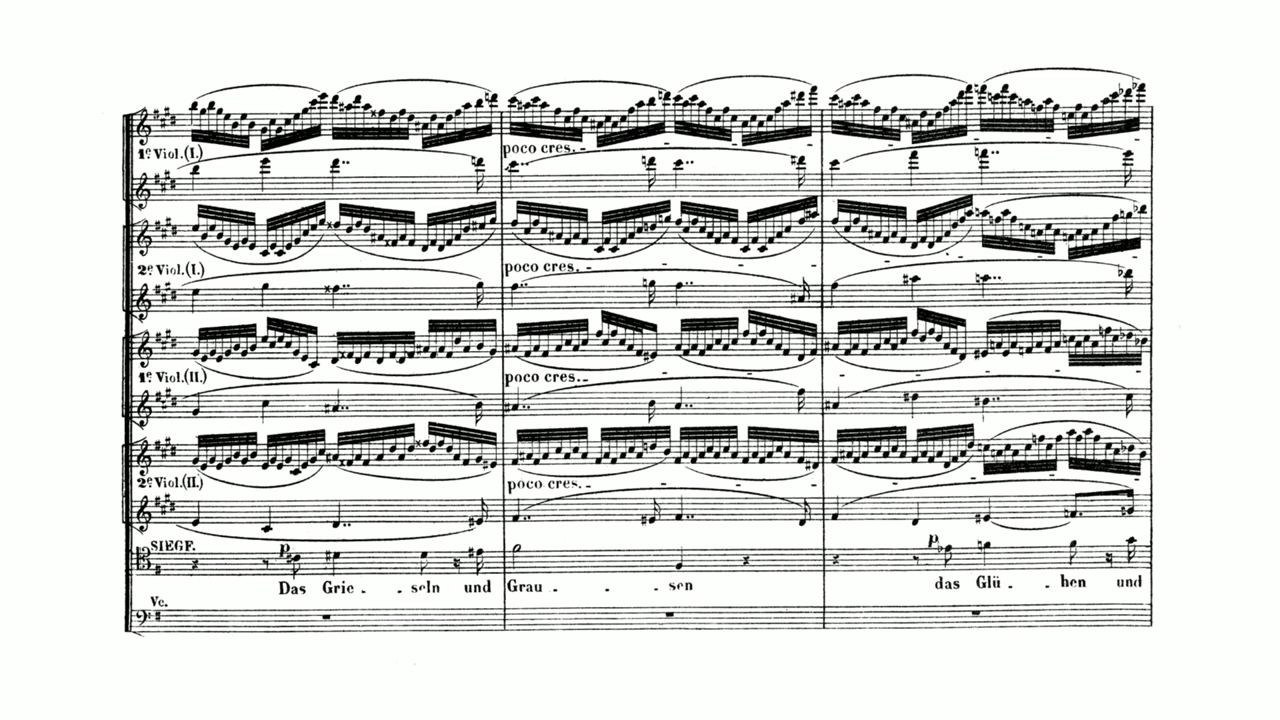 1e Viol.(I.)
poco cres.
2e Viol.(I.)
poco cres.
1e Viol.(II.)
poco cres.
2e Viol.(II.)
poco cres.
SIEGF.
p p
Das Grie - - seln und Grau - - - sen das Glü - - hen und
Vc.